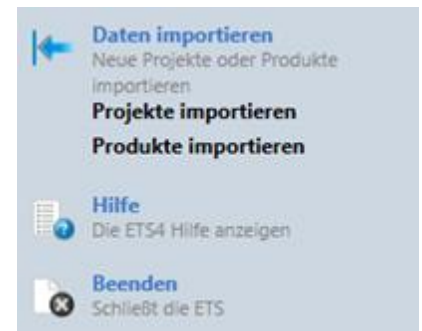 Daten importieren
Neue Projekte oder Produkte
importieren
Projekte importieren
Produkte importieren
Hilfe
Die ETS4 Hilfe anzeigen
Beenden
Schließt die ETS